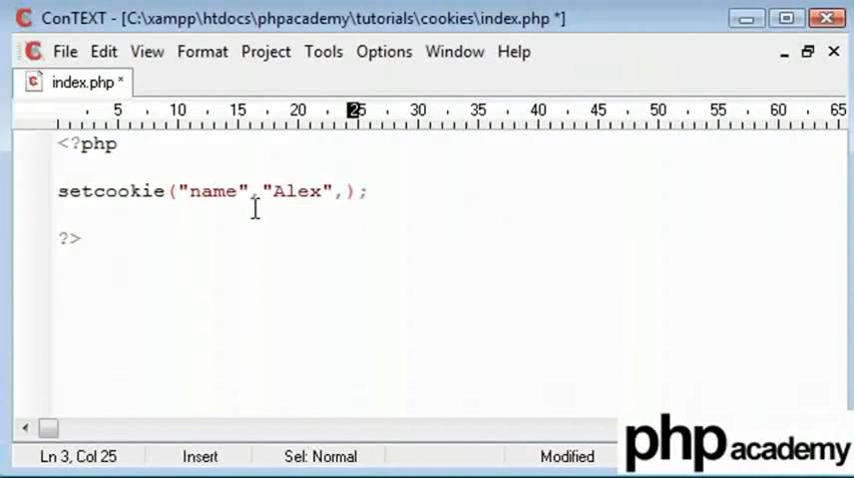 ConTEXT - [C:\xampp\htdocs\phpacademy\tutorials\cookies\index.php *]
File Edit View Format Project Tools Options Window Help
index.php *
5 10 15 20 25 30 35 40 45 50 55 60 65
<?php
setcookie("name","Alex",);
?>
Ln 3, Col 25 Insert Sel: Normal Modified
php academy